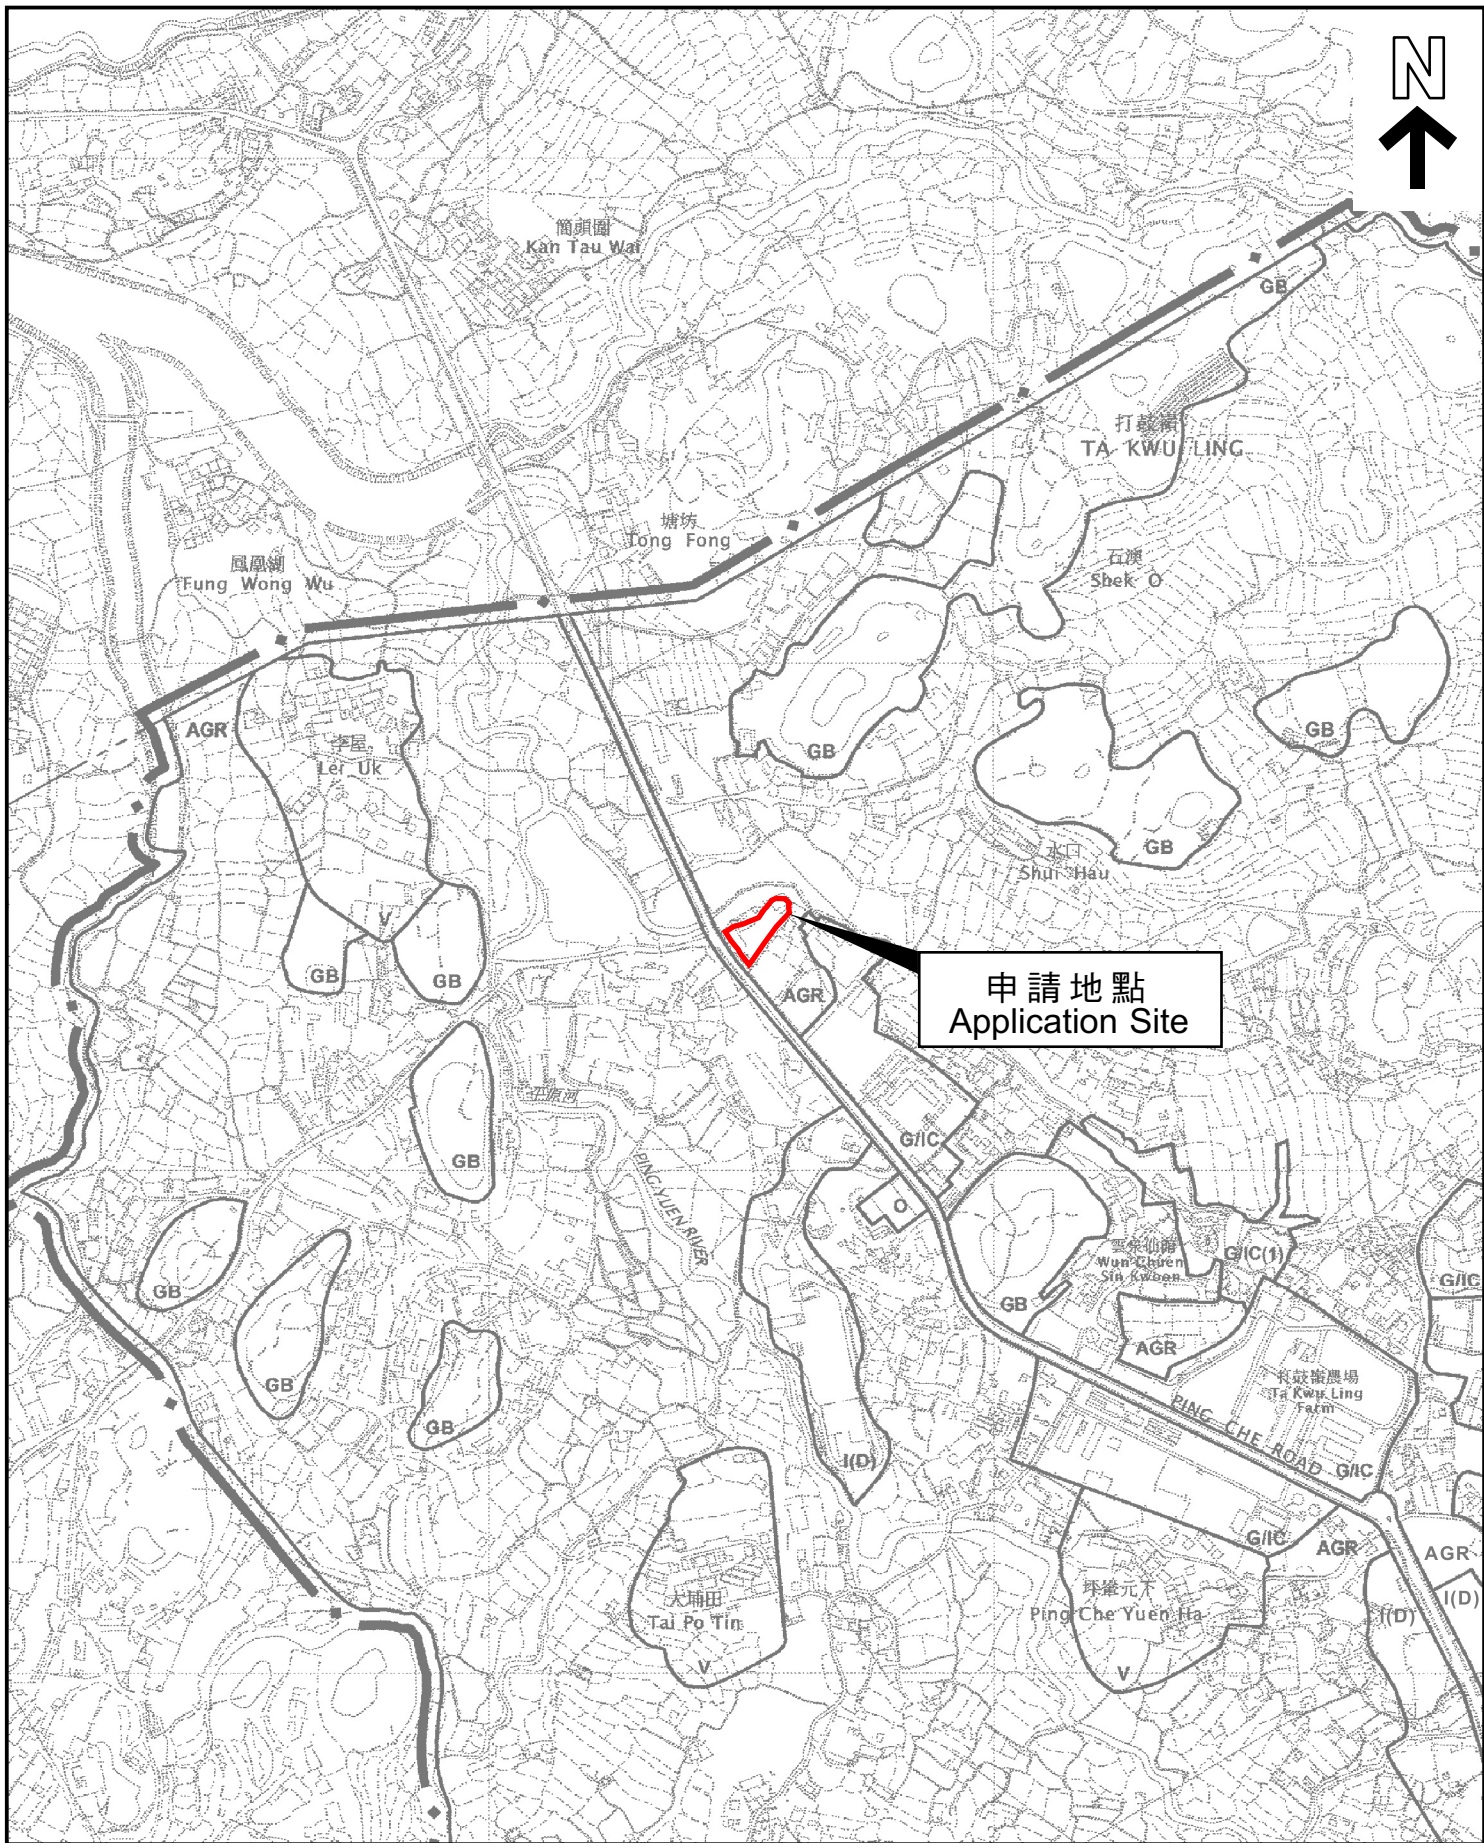 N
簡頭圍
Kan Tau Wai
GB
打鼓嶺
TA KWU LING
塘坊
Tong Fong
鳳凰湖
Fung Wong Wu
石澳
Shek O
AGR
李屋
Lei Uk
GB
GB
GB
水口
Shui Hau
V
GB
GB
AGR
申請地點
Application Site
平原河
PING YUEN RIVER
GB
G/IC
O
雲泉仙館
Wun Chuen
Sin Kwoon
G/IC(1)
G/IC
GB
GB
AGR
GB
打鼓嶺農場
Ta Kwu Ling
Farm
GB
PING CHE ROAD
G/IC
I(D)
G/IC
AGR
AGR
大埔田
Tai Po Tin
坪輋元下
Ping Che Yuen Ha
I(D)
I(D)
V
V